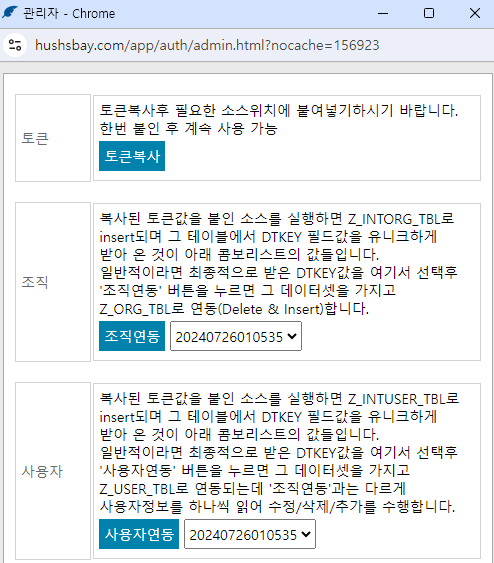 관리자 - Chrome
hushsbay.com/app/auth/admin.html?nocache=156923
토큰
토큰복사후 필요한 소스위치에 붙여넣기하시기 바랍니다.
한번 붙인 후 계속 사용 가능
토큰복사
조직
복사된 토큰값을 붙인 소스를 실행하면 Z_INTORG_TBL로
insert되며 그 테이블에서 DTKEY 필드값을 유니크하게
받아 온 것이 아래 콤보리스트의 값들입니다.
일반적이라면 최종적으로 받은 DTKEY값을 여기서 선택후
'조직연동' 버튼을 누르면 그 데이터셋을 가지고
Z_ORG_TBL로 연동(Delete & Insert)합니다.
조직연동 20240726010535
사용자
복사된 토큰값을 붙인 소스를 실행하면 Z_INTUSER_TBL로
insert되며 그 테이블에서 DTKEY 필드값을 유니크하게
받아 온 것이 아래 콤보리스트의 값들입니다.
일반적이라면 최종적으로 받은 DTKEY값을 여기서 선택후
'사용자연동' 버튼을 누르면 그 데이터셋을 가지고
Z_USER_TBL로 연동되는데 '조직연동'과는 다르게
사용자정보를 하나씩 읽어 수정/삭제/추가를 수행합니다.
사용자연동 20240726010535